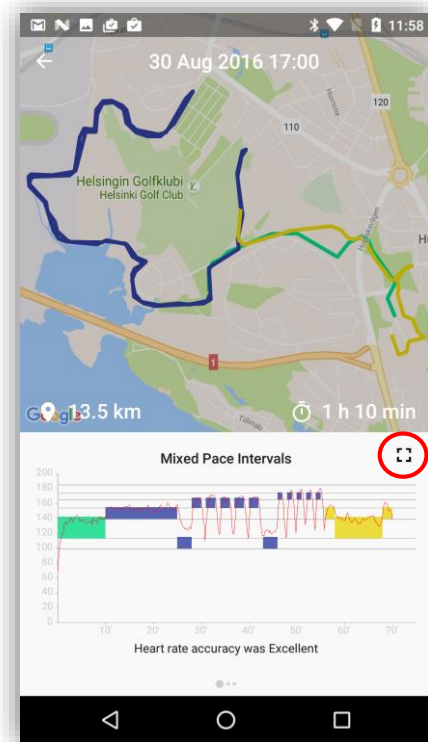 11:58
30 Aug 2016 17:00
120
Huhmarie
110
Helsingin Golfklubi
Helsinki Golf Club
1
Google
13.5 km
1 h 10 min
Mixed Pace Intervals
200
180
160
140
120
100
80
60
40
20
0
10' 20' 30' 40' 50' 60' 70'
Heart rate accuracy was Excellent